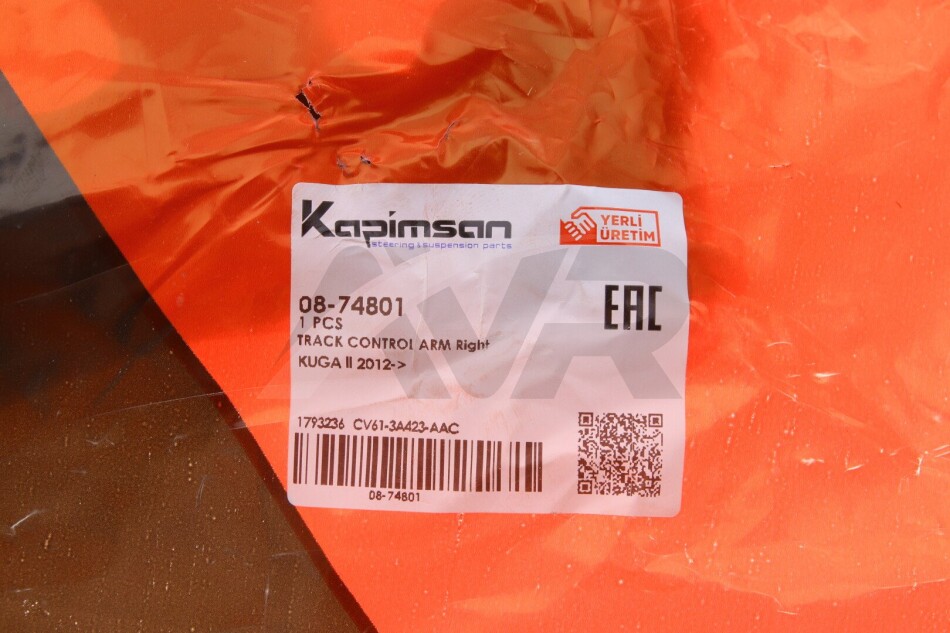 Kapimsan
steering & suspension parts
YERLİ
ÜRETİM
08-74801
1 PCS
EAC
TRACK CONTROL ARM Right
KUGA II 2012->
AVR
1793236 CV61-3A423-AAC
08-74801